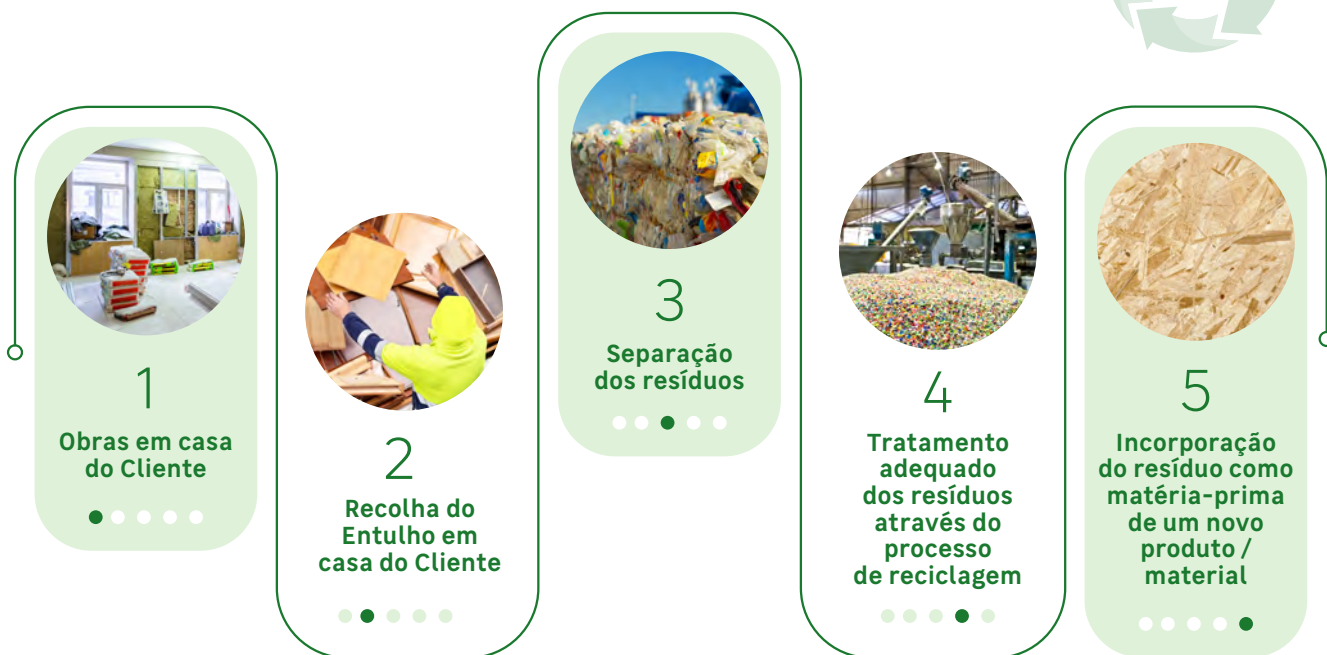 1
Obras em casa
do Cliente
2
Recolha do
Entulho em
casa do Cliente
3
Separação
dos resíduos
4
Tratamento
adequado
dos resíduos
através do
processo
de reciclagem
5
Incorporação
do resíduo como
matéria-prima
de um novo
produto /
material